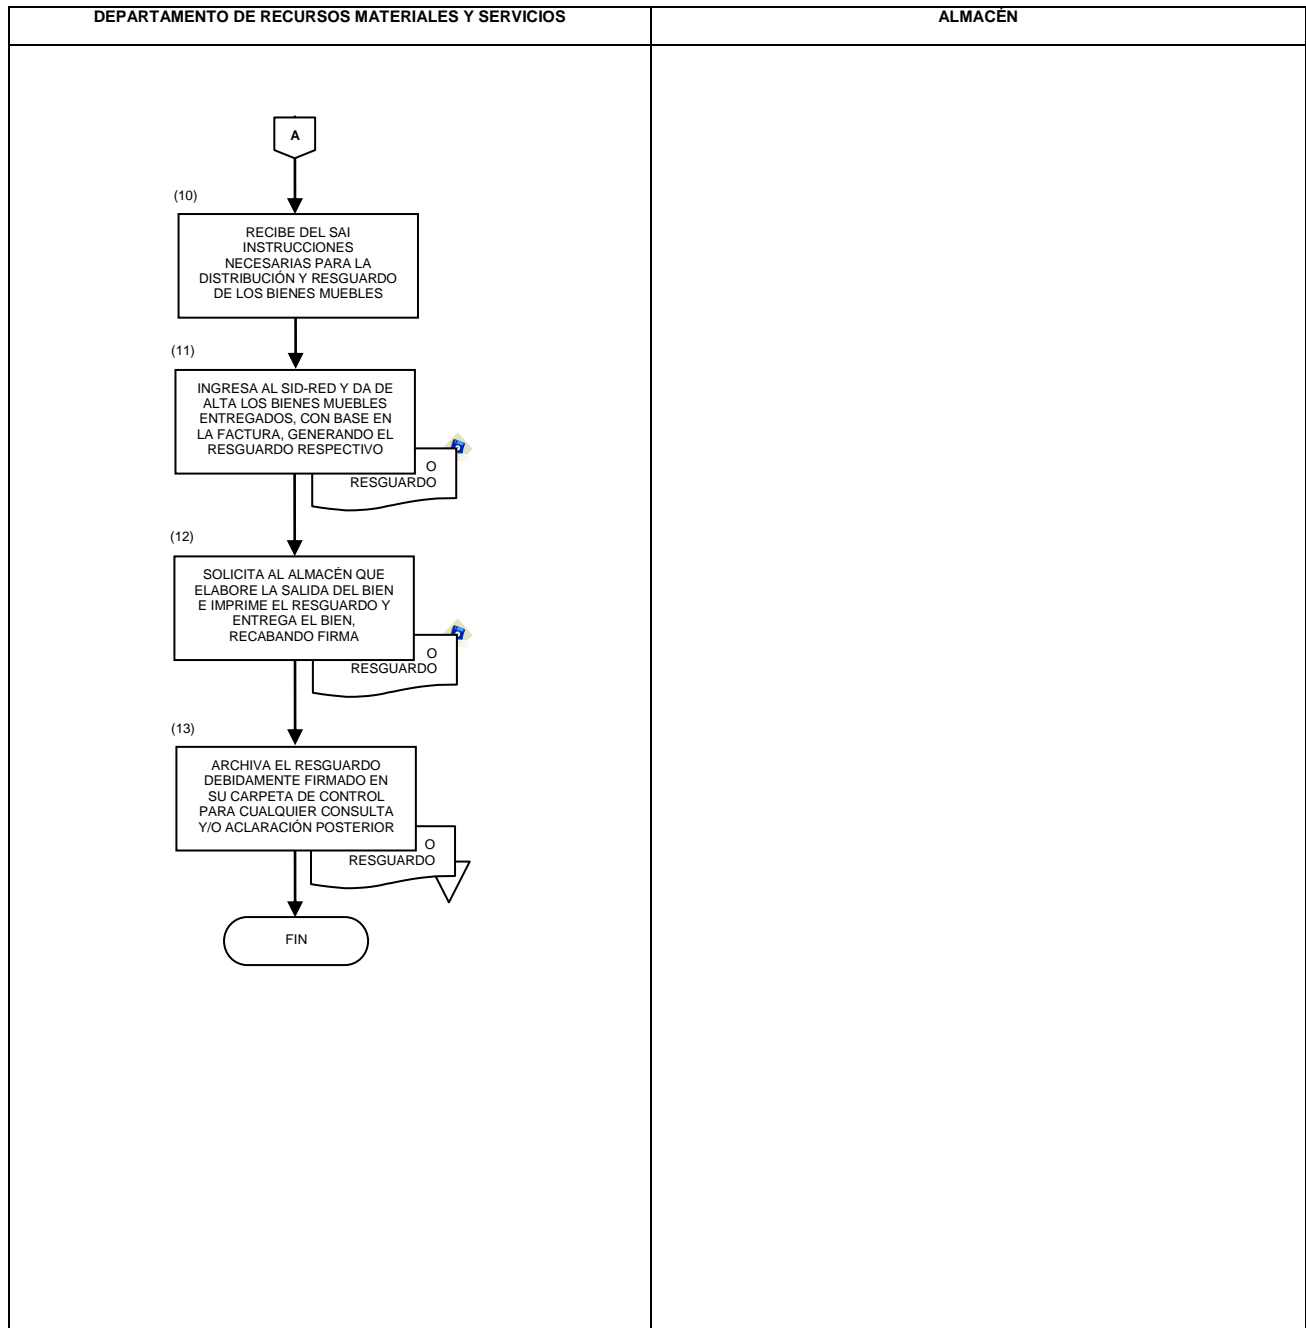 DEPARTAMENTO DE RECURSOS MATERIALES Y SERVICIOS
ALMACÉN
A
(10)
RECIBE DEL SAI
INSTRUCCIONES
NECESARIAS PARA LA
DISTRIBUCIÓN Y RESGUARDO
DE LOS BIENES MUEBLES
(11)
INGRESA AL SID-RED Y DA DE
ALTA LOS BIENES MUEBLES
ENTREGADOS, CON BASE EN
LA FACTURA, GENERANDO EL
RESGUARDO RESPECTIVO
O
RESGUARDO
(12)
SOLICITA AL ALMACÉN QUE
ELABORE LA SALIDA DEL BIEN
E IMPRIME EL RESGUARDO Y
ENTREGA EL BIEN,
RECABANDO FIRMA
O
RESGUARDO
(13)
ARCHIVA EL RESGUARDO
DEBIDAMENTE FIRMADO EN
SU CARPETA DE CONTROL
PARA CUALQUIER CONSULTA
Y/O ACLARACIÓN POSTERIOR
O
RESGUARDO
FIN